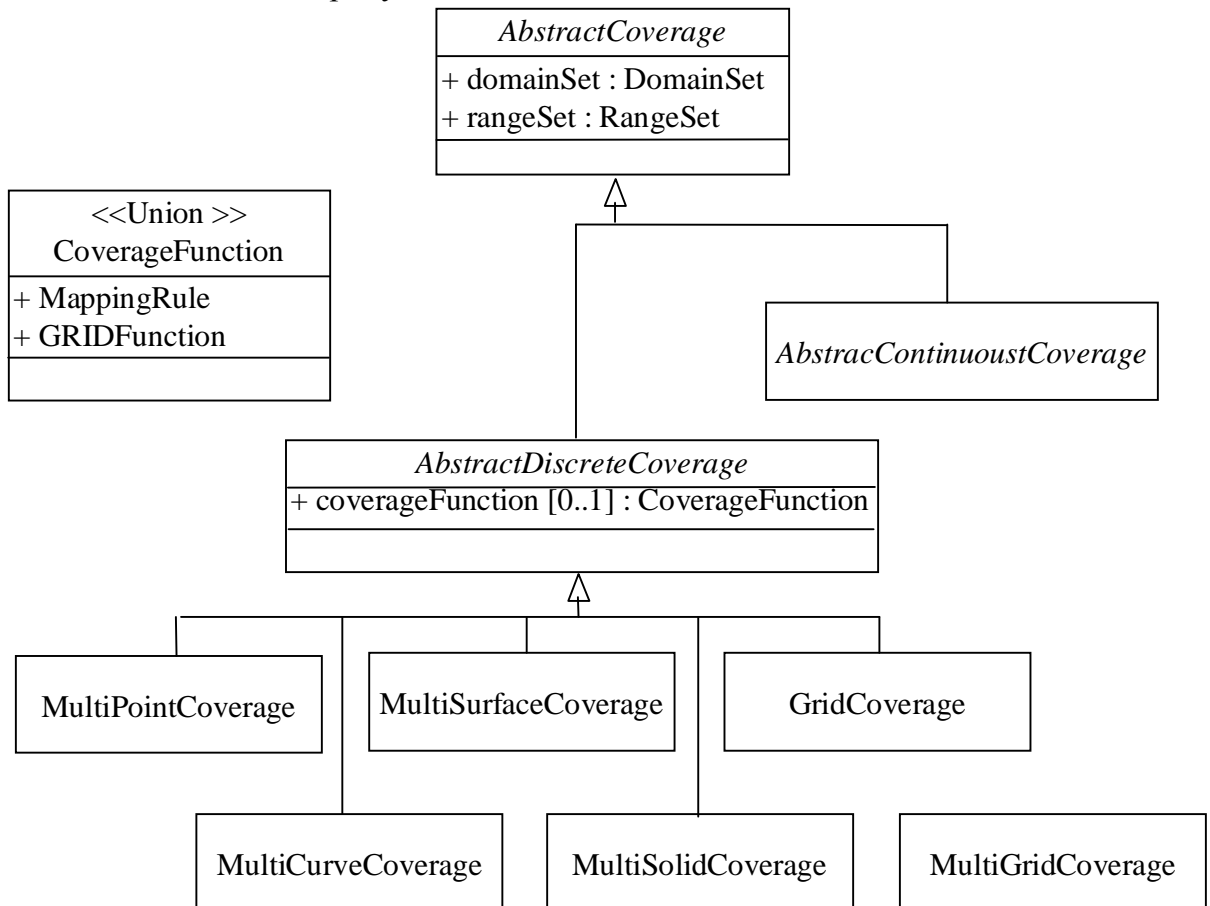 AbstractCoverage
+ domainSet : DomainSet
+ rangeSet : RangeSet
<<Union >>
CoverageFunction
+ MappingRule
+ GRIDFunction
AbstracContinuoustCoverage
AbstractDiscreteCoverage
+ coverageFunction [0..1] : CoverageFunction
MultiPointCoverage
MultiSurfaceCoverage
GridCoverage
MultiCurveCoverage
MultiSolidCoverage
MultiGridCoverage